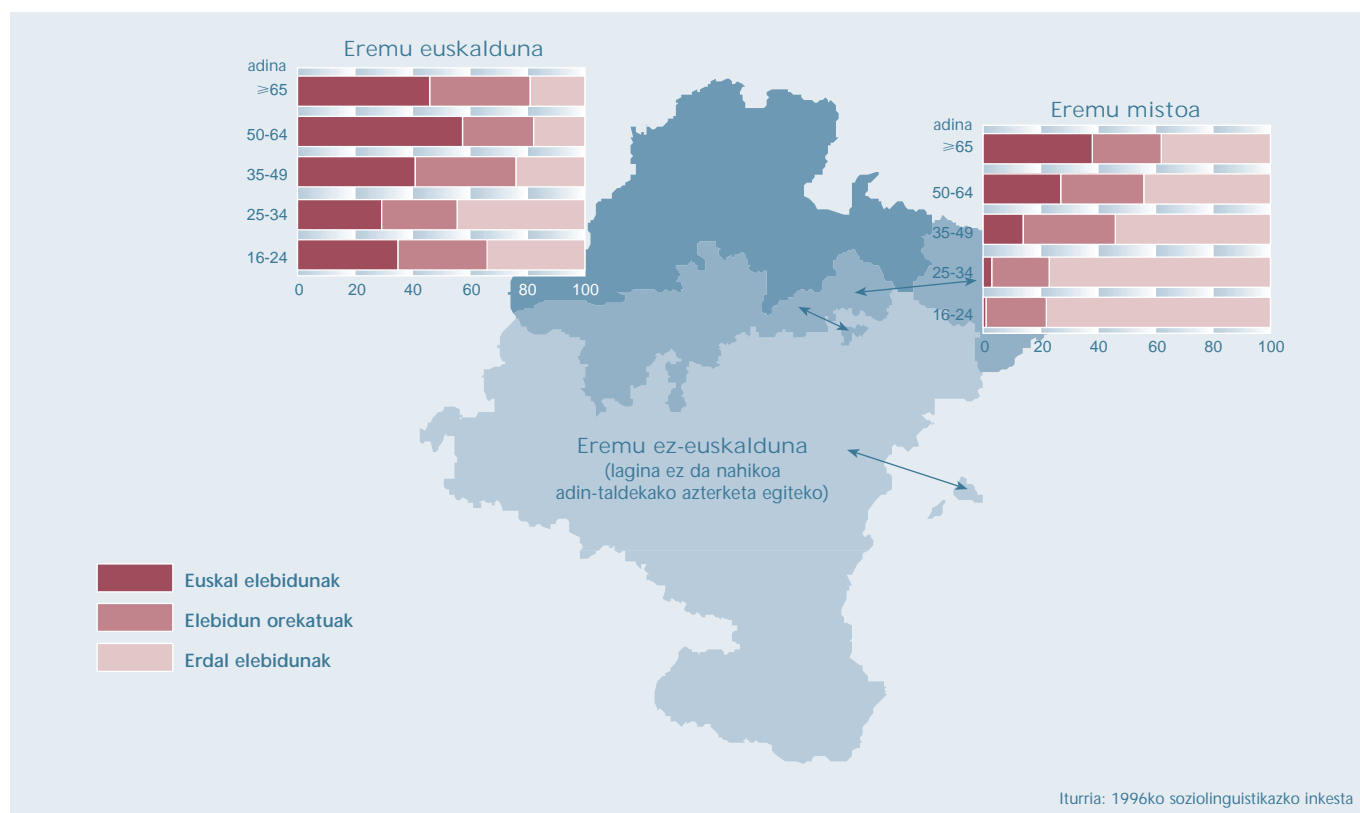 Eremu euskalduna
adina
≥65
50-64
35-49
25-34
16-24
0 20 40 60 80 100
Eremu mistoa
adina
≥65
50-64
35-49
25-34
16-24
0 20 40 60 80 100
Eremu ez-euskalduna
(lagina ez da nahikoa
adin-taldekako azterketa egiteko)
Euskal elebidunak
Elebidun orekatuak
Erdal elebidunak
Iturria: 1996ko soziolinguistikazko inkesta